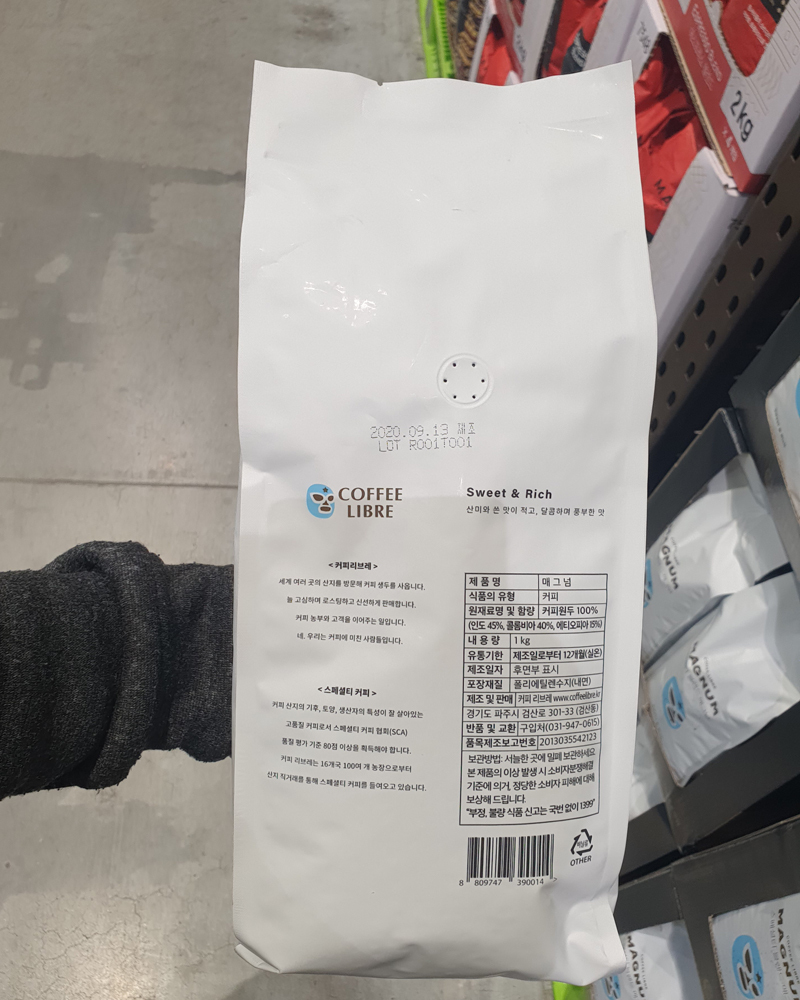 2kg
2020.09.13 제조
LOT R001T001
COFFEE
LIBRE
Sweet & Rich
산미와 쓴 맛이 적고, 달콤하며 풍부한 맛
<커피리브레>
세계 여러 곳의 산지를 방문해 커피 생두를 사옵니다.
늘 고심하여 로스팅하고 신선하게 판매합니다.
커피 농부와 고객을 이어주는 일입니다.
네. 우리는 커피에 미친 사람들입니다.
<스페셜티 커피>
커피 산지의 기후, 토양, 생산자의 특성이 잘 살아있는
고품질 커피로서 스페셜티 커피 협회(SCA)
품질 평가 기준 80점 이상을 획득해야 합니다.
커피 리브레는 16개국 100여 개 농장으로부터
산지 직거래를 통해 스페셜티 커피를 들여오고 있습니다.
제 품 명 매 그 넘
식품의 유형 커피
원재료명 및 함량 커피원두 100%
(인도 45%, 콜롬비아 40%, 에티오피아 15%)
내 용 량 1 kg
유통기한 제조일로부터 12개월(실온)
제조일자 후면부 표시
포장재질 폴리에틸렌수지(내면)
제조 및 판매 커피 리브레 www.coffeelibre.kr
경기도 파주시 검산로 301-33 (검산동)
반품 및 교환 구입처(031-947-0615)
품목제조보고번호 2013035542123
보관방법: 서늘한 곳에 밀폐 보관하세요
본 제품의 이상 발생 시 소비자분쟁해결
기준에 의거, 정당한 소비자 피해에 대해
보상해 드립니다.
"부정, 불량 식품 신고는 국번 없이 1399"
OTHER
8 809747 390014
MAGNUM
MAGNUM
MAGNUM
MAGNUM